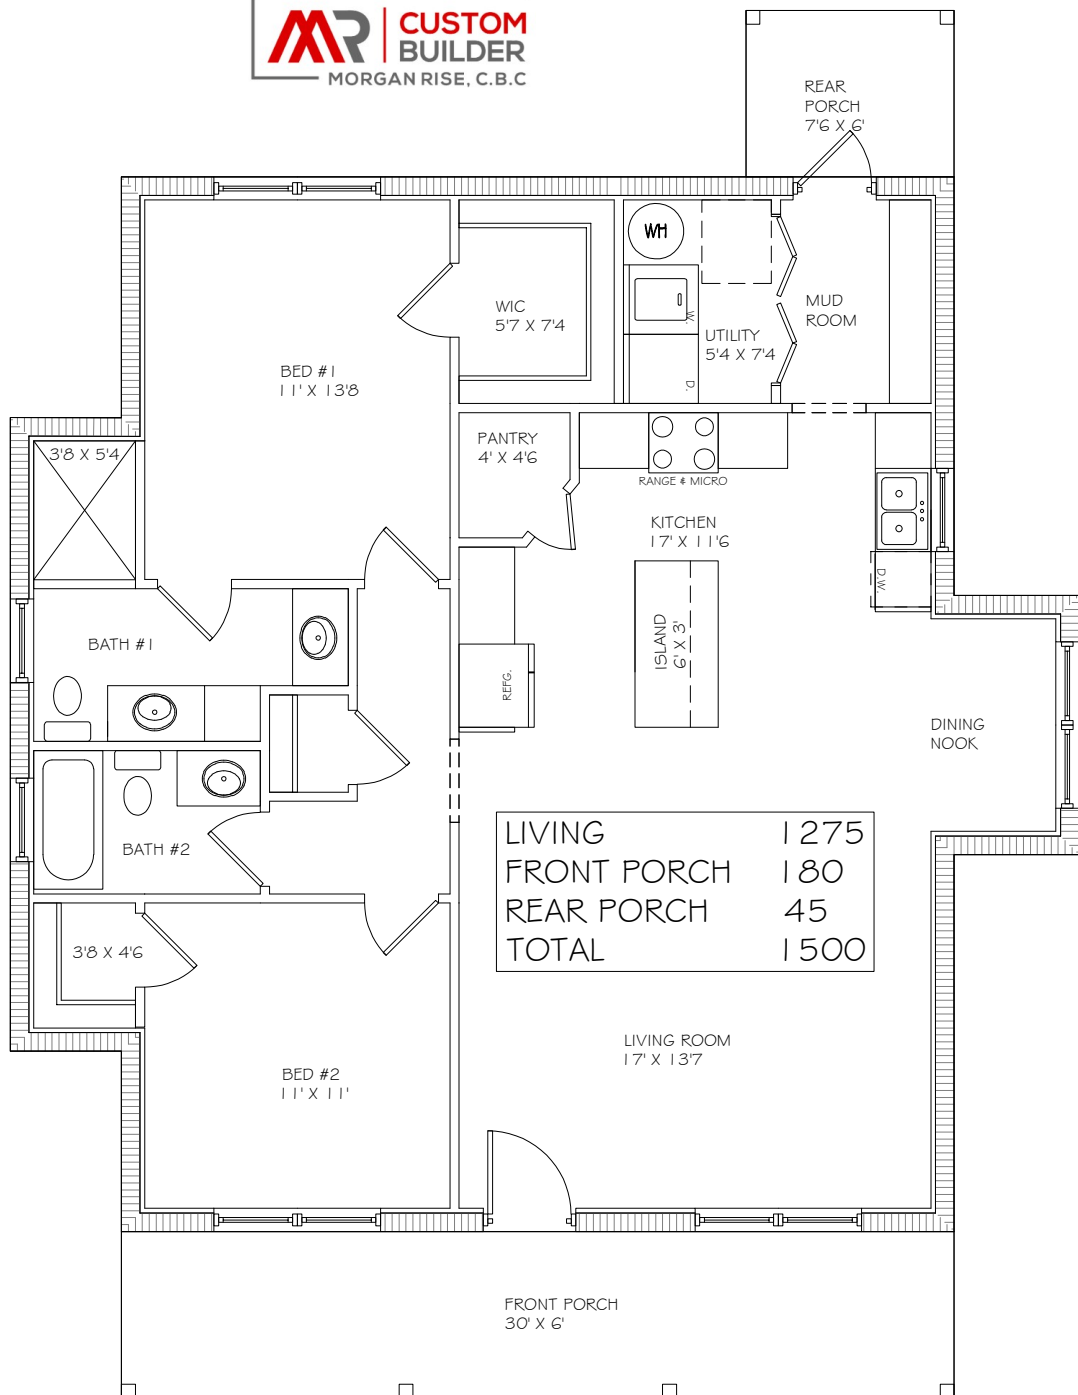 MR CUSTOM
BUILDER
MORGAN RISE, C.B.C
REAR
PORCH
7'6 X 6'
WH
WIC
5'7 X 7'4
W.
UTILITY
5'4 X 7'4
D.
MUD
ROOM
BED #1
11' X 13'8
3'8 X 5'4
PANTRY
4' X 4'6
RANGE & MICRO
KITCHEN
17' X 11'6
D.W.
BATH #1
ISLAND
6' X 3'
REFG.
DINING
NOOK
LIVING 1275
FRONT PORCH 180
REAR PORCH 45
TOTAL 1500
BATH #2
3'8 X 4'6
LIVING ROOM
17' X 13'7
BED #2
11' X 11'
FRONT PORCH
30' X 6'